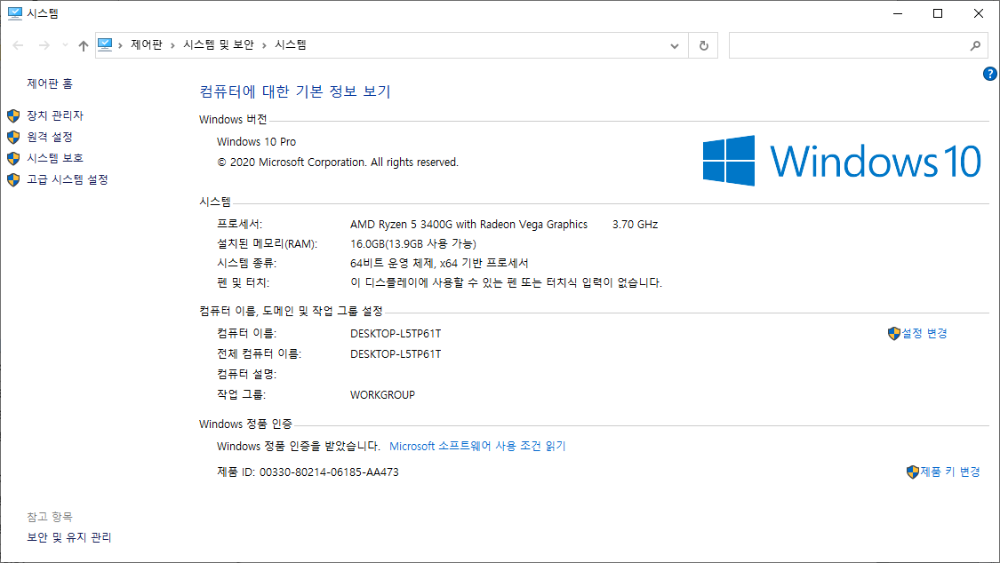 시스템
제어판 › 시스템 및 보안 › 시스템
제어판 홈
장치 관리자
원격 설정
시스템 보호
고급 시스템 설정
컴퓨터에 대한 기본 정보 보기
Windows 버전
Windows 10 Pro
© 2020 Microsoft Corporation. All rights reserved.
Windows 10
시스템
프로세서: AMD Ryzen 5 3400G with Radeon Vega Graphics 3.70 GHz
설치된 메모리(RAM): 16.0GB(13.9GB 사용 가능)
시스템 종류: 64비트 운영 체제, x64 기반 프로세서
펜 및 터치: 이 디스플레이에 사용할 수 있는 펜 또는 터치식 입력이 없습니다.
컴퓨터 이름, 도메인 및 작업 그룹 설정
컴퓨터 이름: DESKTOP-L5TP61T 설정 변경
전체 컴퓨터 이름: DESKTOP-L5TP61T
컴퓨터 설명:
작업 그룹: WORKGROUP
Windows 정품 인증
Windows 정품 인증을 받았습니다. Microsoft 소프트웨어 사용 조건 읽기
제품 ID: 00330-80214-06185-AA473 제품 키 변경
참고 항목
보안 및 유지 관리